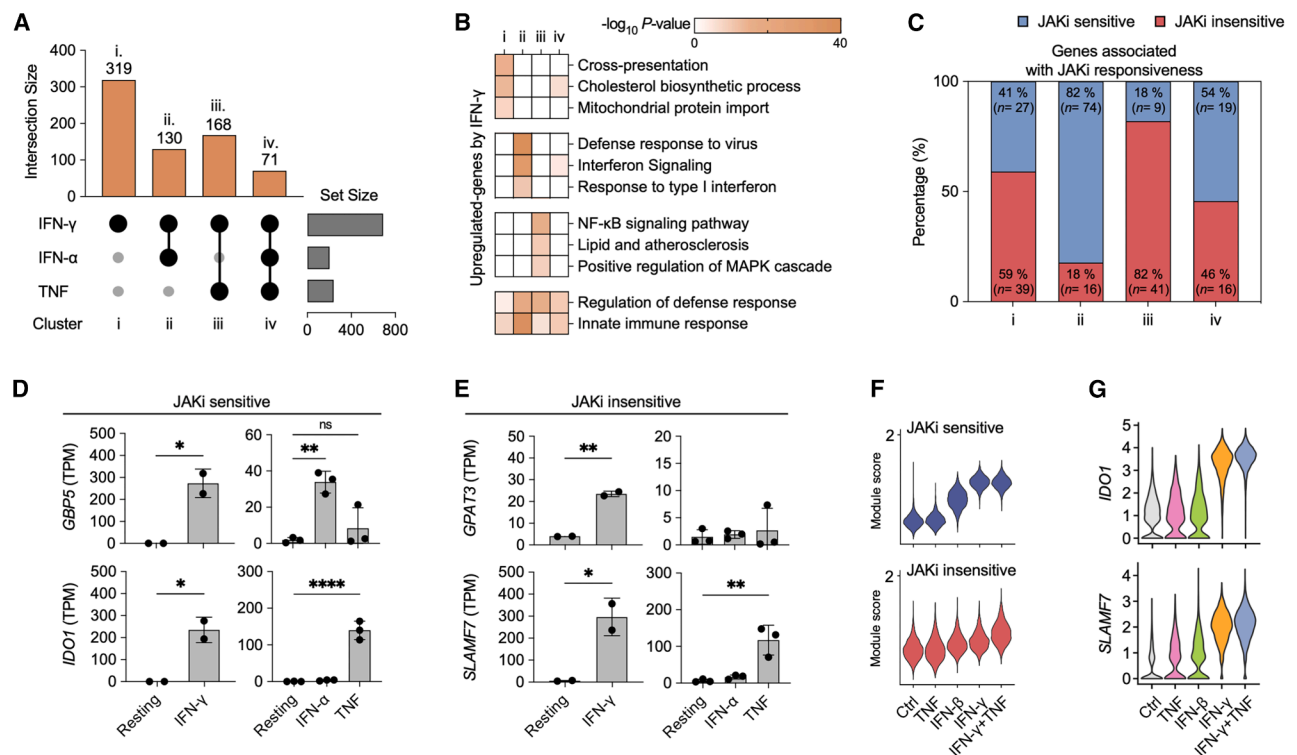 A
Intersection Size
400
300
200
100
0
i.
319
ii.
130
iii.
168
iv.
71
Set Size
IFN-γ
IFN-α
TNF
Cluster
i
ii
iii
iv
0
400
800
B
-log10 P-value
0
40
i
ii
iii
iv
Upregulated-genes by IFN-γ
Cross-presentation
Cholesterol biosynthetic process
Mitochondrial protein import
Defense response to virus
Interferon Signaling
Response to type I interferon
NF-κB signaling pathway
Lipid and atherosclerosis
Positive regulation of MAPK cascade
Regulation of defense response
Innate immune response
C
JAKi sensitive
JAKi insensitive
Genes associated
with JAKi responsiveness
Percentage (%)
100
50
0
41 %
(n= 27)
82 %
(n= 74)
18 %
(n= 9)
54 %
(n= 19)
59 %
(n= 39)
18 %
(n= 16)
82 %
(n= 41)
46 %
(n= 16)
i
ii
iii
iv
D
JAKi sensitive
GBP5 (TPM)
500
400
300
200
100
0
*
60
40
20
0
ns
**
IDO1 (TPM)
500
400
300
200
100
0
*
300
200
100
0
****
Resting
IFN-γ
Resting
IFN-α
TNF
E
JAKi insensitive
GPAT3 (TPM)
50
40
30
20
10
0
**
20
15
10
5
0
SLAMF7 (TPM)
500
400
300
200
100
0
*
300
200
100
0
**
Resting
IFN-γ
Resting
IFN-α
TNF
F
JAKi sensitive
2
Module score
JAKi insensitive
2
Module score
Ctrl
TNF
IFN-β
IFN-γ
IFN-γ+TNF
G
IDO1
5
4
3
2
1
0
SLAMF7
4
3
2
1
0
Ctrl
TNF
IFN-β
IFN-γ
IFN-γ+TNF